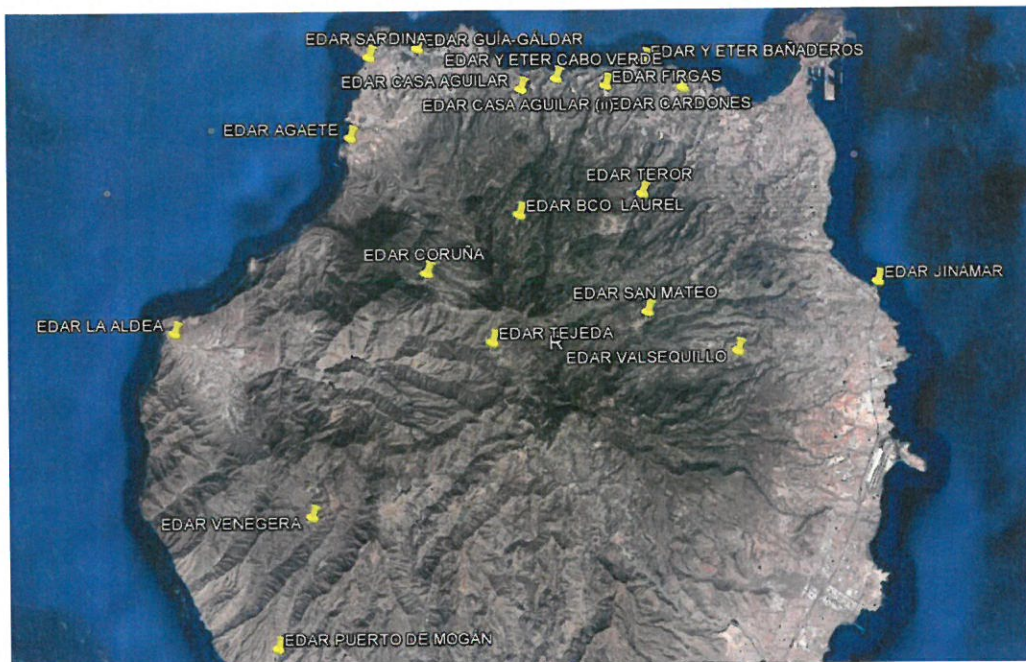 EDAR SARDINA
EDAR GUÍA-GÁLDAR
EDAR Y ETER BAÑADEROS
EDAR Y ETER CABO VERDE
EDAR CASA AGUILAR
EDAR FIRGAS
EDAR CASA AGUILAR (II)
EDAR CARDONES
EDAR AGAETE
EDAR TEROR
EDAR BCO LAUREL
EDAR CORUÑA
EDAR JINÁMAR
EDAR SAN MATEO
EDAR LA ALDEA
EDAR TEJEDA
R
EDAR VALSEQUILLO
EDAR VENEGERA
EDAR PUERTO DE MOGÁN